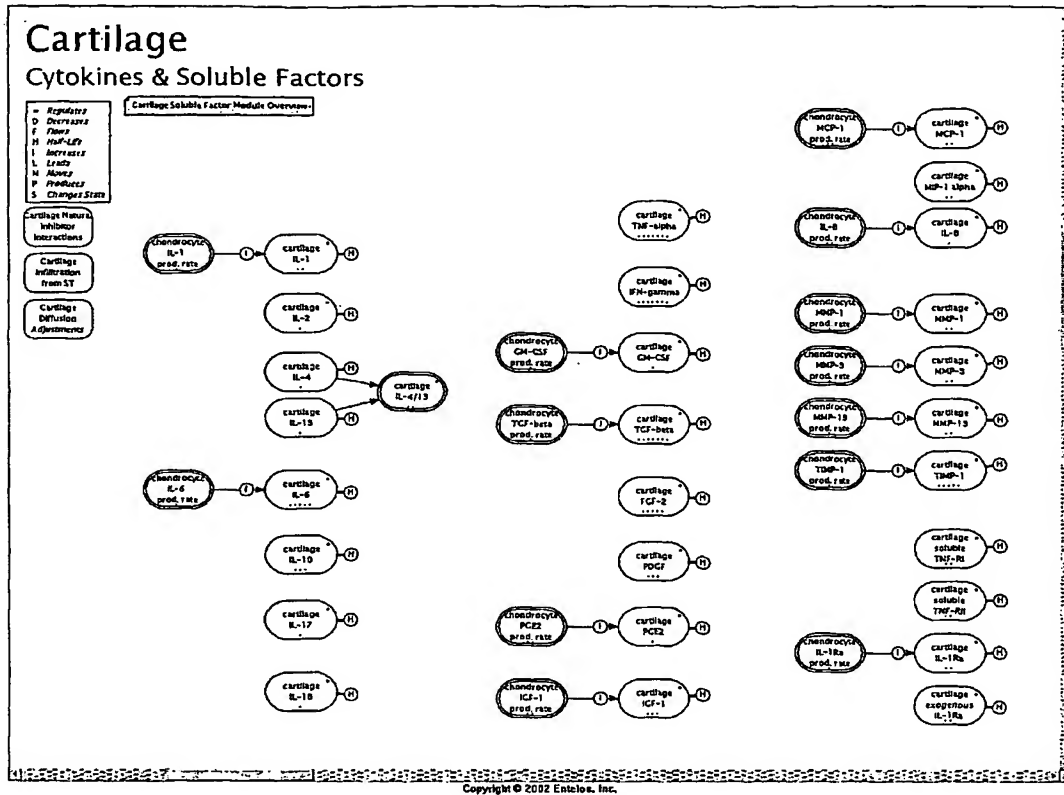 Cartilage
Cytokines & Soluble Factors
Cartilage Soluble Factor Module Overview
= Regulates
D Decreases
F Flows
H Half-Life
I Increases
L Leads
M Moves
P Produces
S Changes State
Cartilage Natural
Inhibitor
Interactions
Cartilage
Infiltration
from ST
Cartilage
Diffusion
Adjustments
chondrocyte
IL-1
prod. rate
I
cartilage
IL-1
H
cartilage
IL-2
H
cartilage
IL-4
H
cartilage
IL-4/13
cartilage
IL-13
H
chondrocyte
IL-6
prod. rate
I
cartilage
IL-6
H
cartilage
IL-10
H
cartilage
IL-17
H
cartilage
IL-18
H
cartilage
TNF-alpha
H
cartilage
IFN-gamma
H
chondrocyte
GM-CSF
prod. rate
I
cartilage
GM-CSF
H
chondrocyte
TGF-beta
prod. rate
I
cartilage
TGF-beta
H
cartilage
FGF-2
H
cartilage
PDGF
H
chondrocyte
PGE2
prod. rate
I
cartilage
PGE2
H
chondrocyte
IGF-1
prod. rate
I
cartilage
IGF-1
H
chondrocyte
MCP-1
prod. rate
I
cartilage
MCP-1
H
cartilage
MIP-1 alpha
H
chondrocyte
IL-8
prod. rate
I
cartilage
IL-8
H
chondrocyte
MMP-1
prod. rate
I
cartilage
MMP-1
H
chondrocyte
MMP-3
prod. rate
I
cartilage
MMP-3
H
chondrocyte
MMP-13
prod. rate
I
cartilage
MMP-13
H
chondrocyte
TIMP-1
prod. rate
I
cartilage
TIMP-1
H
cartilage
soluble
TNF-RI
H
cartilage
soluble
TNF-RII
H
chondrocyte
IL-1Ra
prod. rate
I
cartilage
IL-1Ra
H
cartilage
exogenous
IL-1Ra
H
Copyright © 2002 Entelos, Inc.